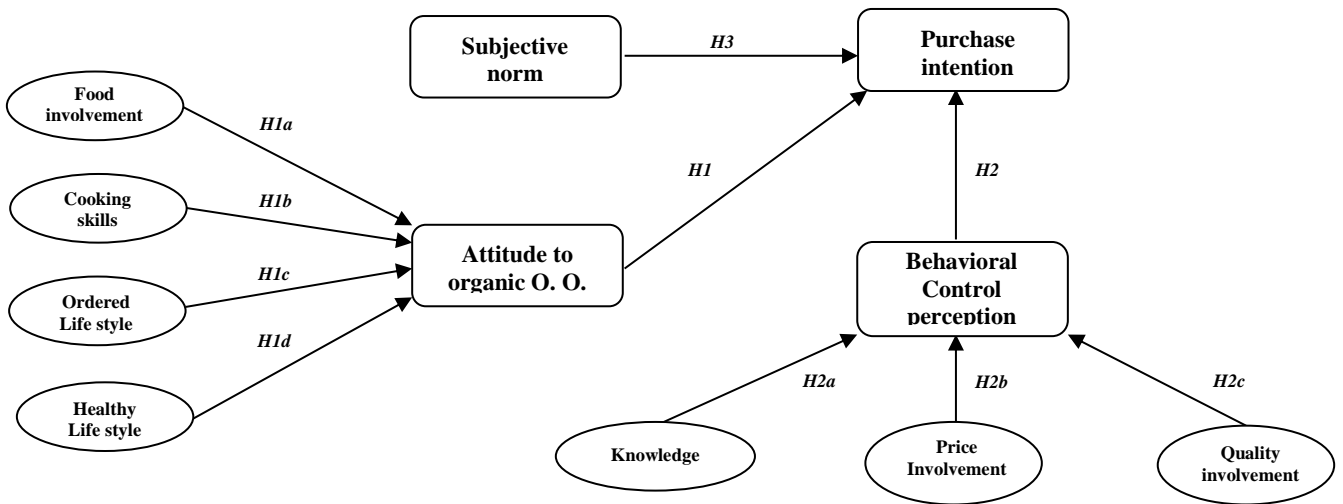 Subjective
norm
H3
Purchase
intention
Food
involvement
H1a
Cooking
skills
H1b
H1
H2
Attitude to
organic O. O.
Behavioral
Control
perception
Ordered
Life style
H1c
H1d
Healthy
Life style
H2a
H2b
H2c
Knowledge
Price
Involvement
Quality
involvement